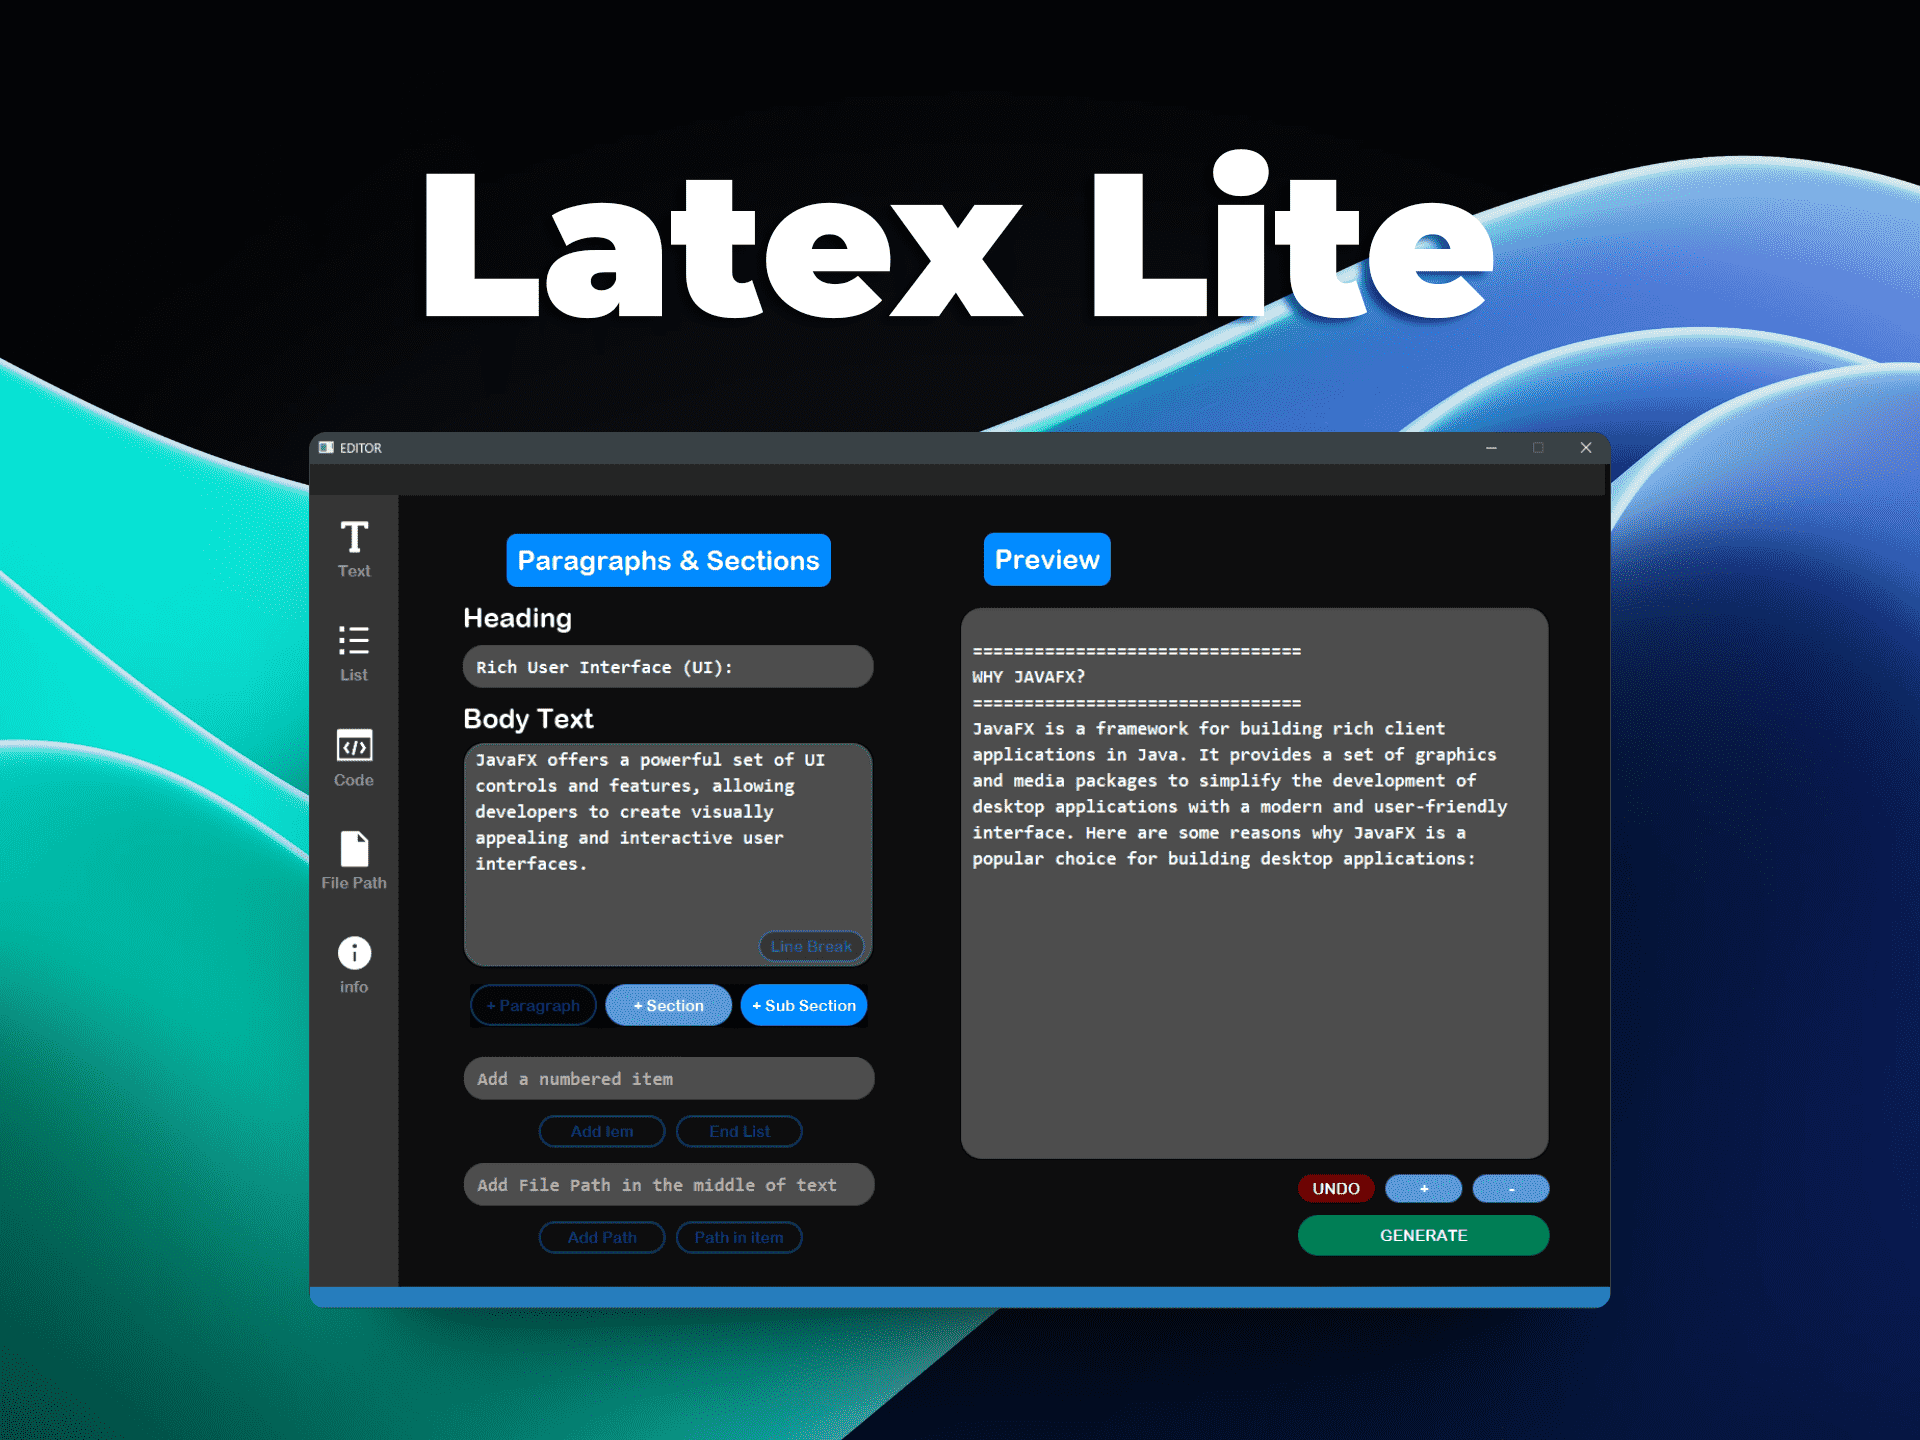 Latex Lite
EDITOR
Text
List
Code
File Path
info
Paragraphs & Sections
Heading
Rich User Interface (UI):
Body Text
JavaFX offers a powerful set of UI
controls and features, allowing
developers to create visually
appealing and interactive user
interfaces.
Line Break
+ Paragraph
+ Section
+ Sub Section
Add a numbered item
Add Iem
End List
Add File Path in the middle of text
Add Path
Path in item
Preview
================================
WHY JAVAFX?
================================
JavaFX is a framework for building rich client
applications in Java. It provides a set of graphics
and media packages to simplify the development of
desktop applications with a modern and user-friendly
interface. Here are some reasons why JavaFX is a
popular choice for building desktop applications:
UNDO
+
-
GENERATE